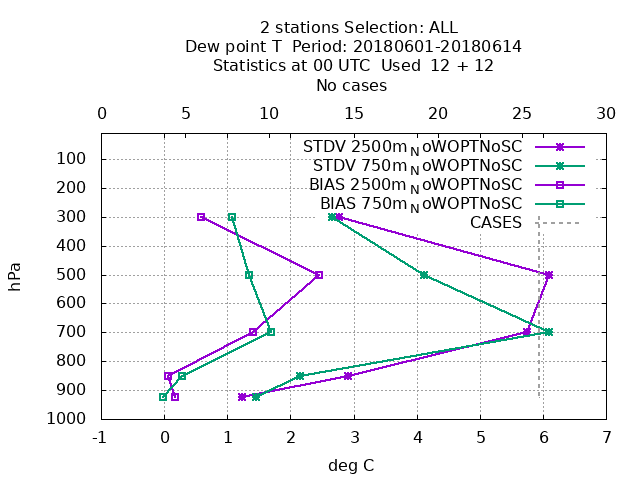 2 stations Selection: ALL
Dew point T  Period: 20180601-20180614
Statistics at 00 UTC  Used  12 + 12
No cases
0 5 10 15 20 25 30
STDV 2500m_NoWOPTNoSC
STDV 750m_NoWOPTNoSC
BIAS 2500m_NoWOPTNoSC
BIAS 750m_NoWOPTNoSC
CASES
hPa
100
200
300
400
500
600
700
800
900
1000
-1 0 1 2 3 4 5 6 7
deg C